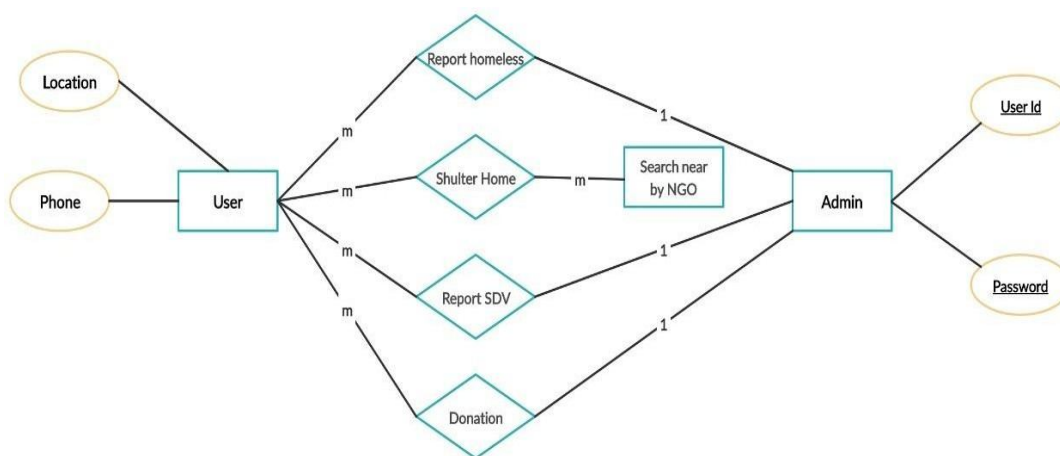 Report homeless
Location
User Id
m
1
Shulter Home
m
Search near
by NGO
m
Phone
User
Admin
m
1
Report SDV
Password
m
1
Donation